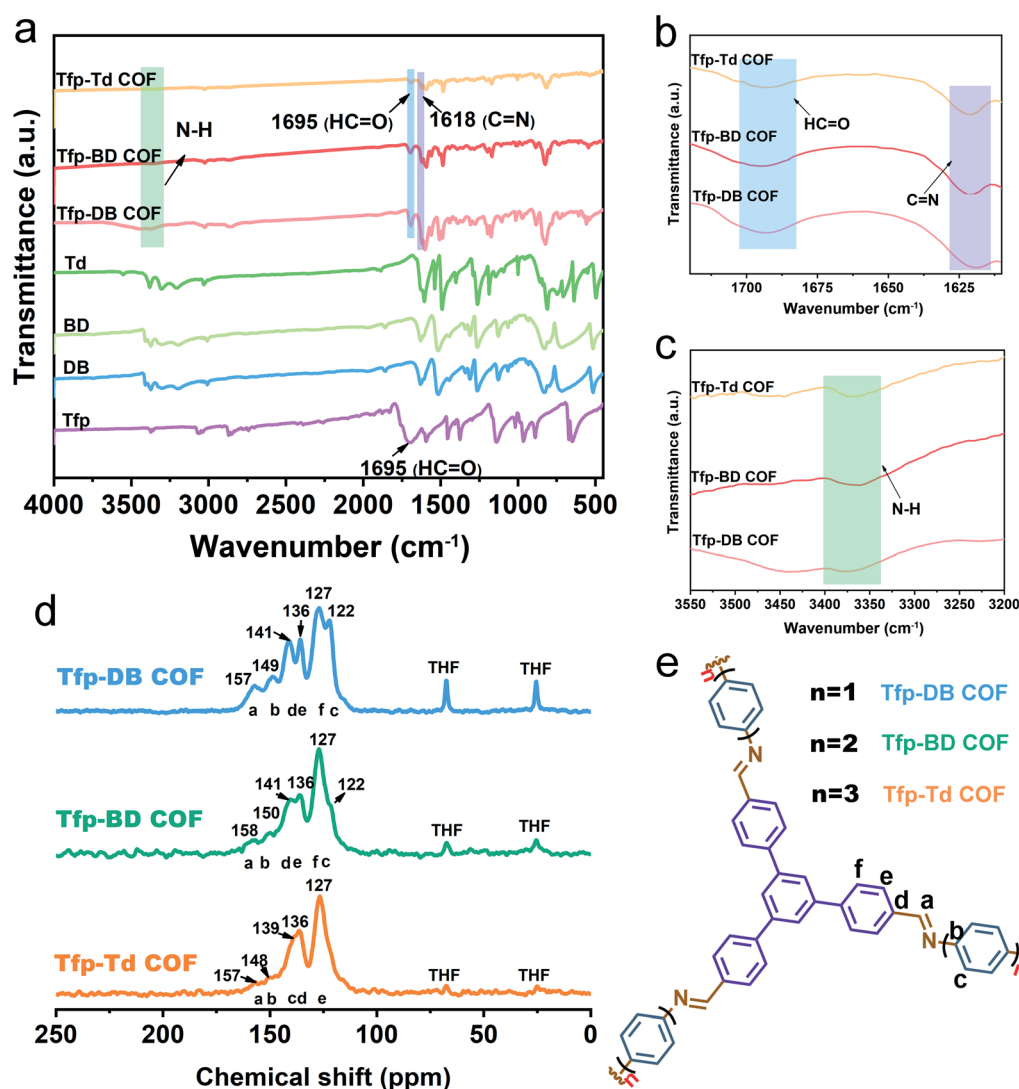 a
Tfp-Td COF
N-H
1695 (HC=O)
1618 (C=N)
Tfp-BD COF
Tfp-DB COF
Td
BD
DB
Tfp
1695 (HC=O)
Transmittance (a.u.)
4000 3500 3000 2500 2000 1500 1000 500
Wavenumber (cm-1)
b
Tfp-Td COF
HC=O
Tfp-BD COF
C=N
Tfp-DB COF
Transmittance (a.u.)
1700 1675 1650 1625
Wavenumber (cm-1)
c
Tfp-Td COF
Tfp-BD COF
N-H
Tfp-DB COF
Transmittance (a.u.)
3550 3500 3450 3400 3350 3300 3250 3200
Wavenumber (cm-1)
d
127
136 122
141
157 149
THF THF
Tfp-DB COF
a b d e f c
127
141 136 122
158 150
THF THF
Tfp-BD COF
a b d e f c
127
139 136
157 148
THF THF
Tfp-Td COF
a b c d e
250 200 150 100 50 0
Chemical shift (ppm)
e
n
n=1 Tfp-DB COF
n=2 Tfp-BD COF
n=3 Tfp-Td COF
N
f
e
d a
N
b
c
n
N
n